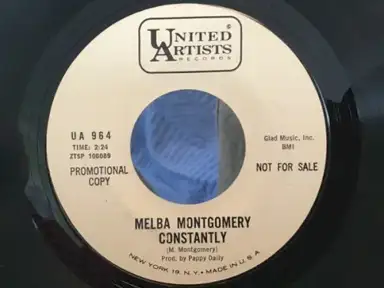 UNITED
ARTISTS
RECORDS
UA 964
TIME: 2:24
ZTSP 100089
PROMOTIONAL
COPY
Glad Music, Inc.
BMI
NOT FOR SALE
MELBA MONTGOMERY
CONSTANTLY
(M. Montgomery)
Prod. by Pappy Daily
NEW YORK 19, N.Y. • MADE IN U.S.A.